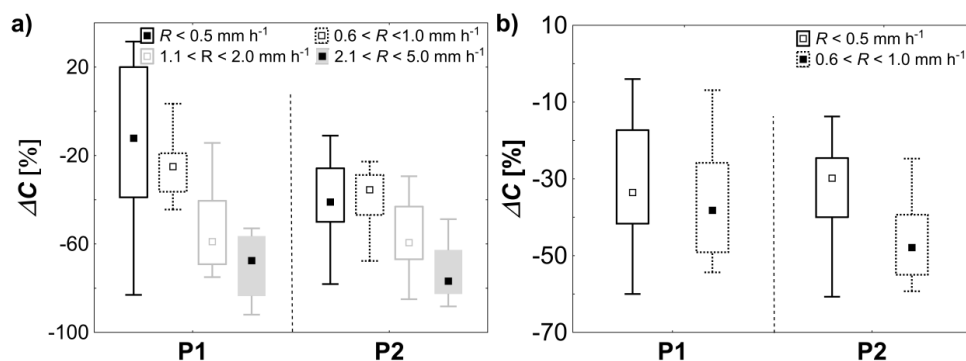 a)
R < 0.5 mm h⁻¹
0.6 < R <1.0 mm h⁻¹
1.1 < R < 2.0 mm h⁻¹
2.1 < R < 5.0 mm h⁻¹
20
-20
-60
-100
ΔC [%]
P1
P2
b)
R < 0.5 mm h⁻¹
0.6 < R < 1.0 mm h⁻¹
10
-10
-30
-50
-70
ΔC [%]
P1
P2